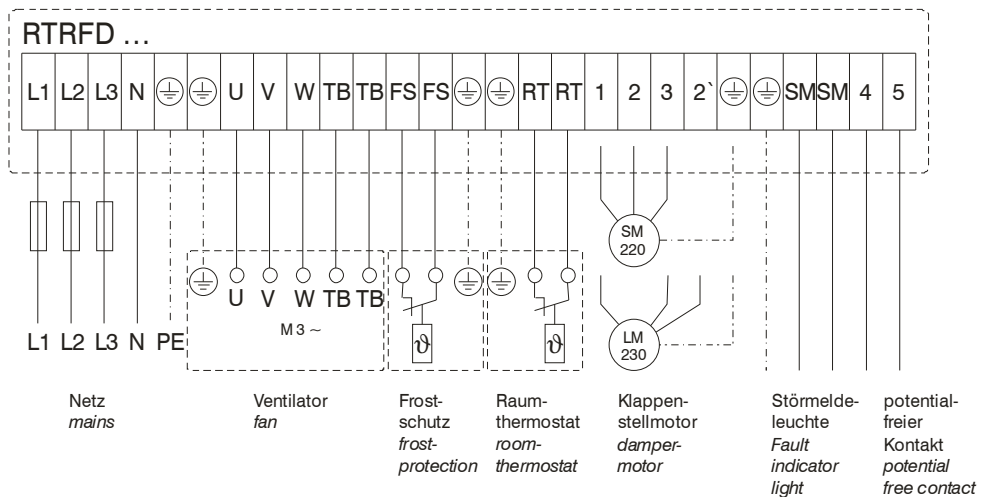 RTRFD ...
L1 L2 L3 N U V W TB TB FS FS RT RT 1 2 3 2` SM SM 4 5
SM
220
U V W TB TB
M 3 ~
ϑ ϑ
LM
230
L1 L2 L3 N PE
Netz
mains
Ventilator
fan
Frost-
schutz
frost-
protection
Raum-
thermostat
room-
thermostat
Klappen-
stellmotor
damper-
motor
Störmelde-
leuchte
Fault
indicator
light
potential-
freier
Kontakt
potential
free contact